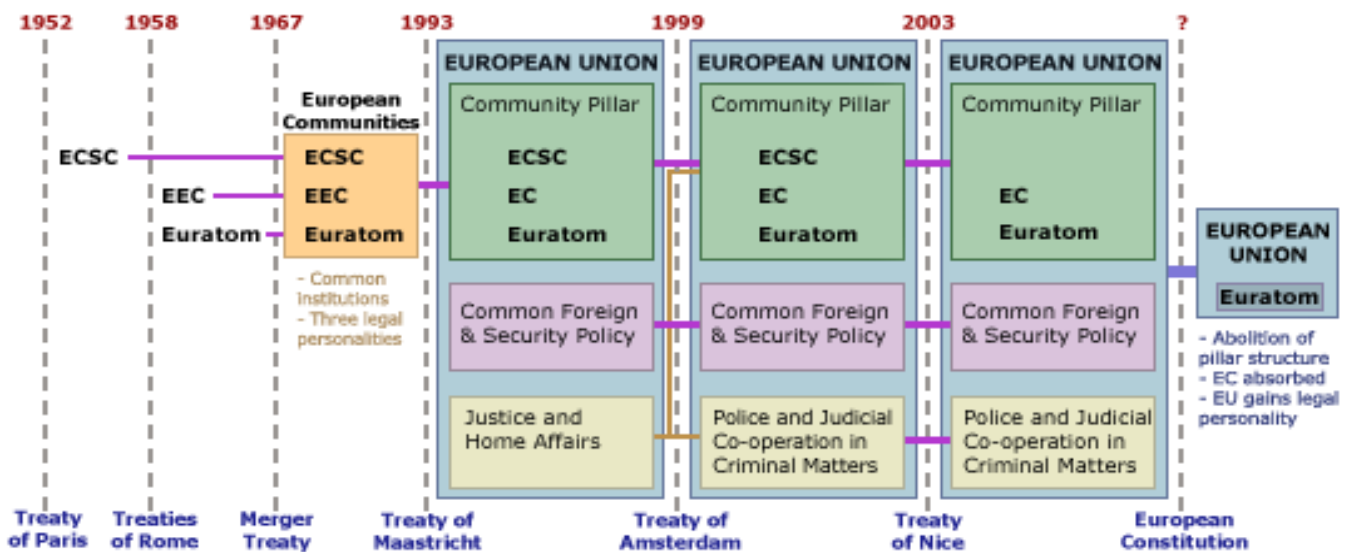 1952
1958
1967
1993
1999
2003
?
European
Communities
ECSC
EEC
Euratom
ECSC
EEC
Euratom
- Common
institutions
- Three legal
personalities
EUROPEAN UNION
Community Pillar
ECSC
EC
Euratom
Common Foreign
& Security Policy
Justice and
Home Affairs
EUROPEAN UNION
Community Pillar
ECSC
EC
Euratom
Common Foreign
& Security Policy
Police and Judicial
Co-operation in
Criminal Matters
EUROPEAN UNION
Community Pillar
EC
Euratom
Common Foreign
& Security Policy
Police and Judicial
Co-operation in
Criminal Matters
EUROPEAN
UNION
Euratom
- Abolition of
pillar structure
- EC absorbed
- EU gains legal
personality
Treaty
of Paris
Treaties
of Rome
Merger
Treaty
Treaty of
Maastricht
Treaty of
Amsterdam
Treaty
of Nice
European
Constitution